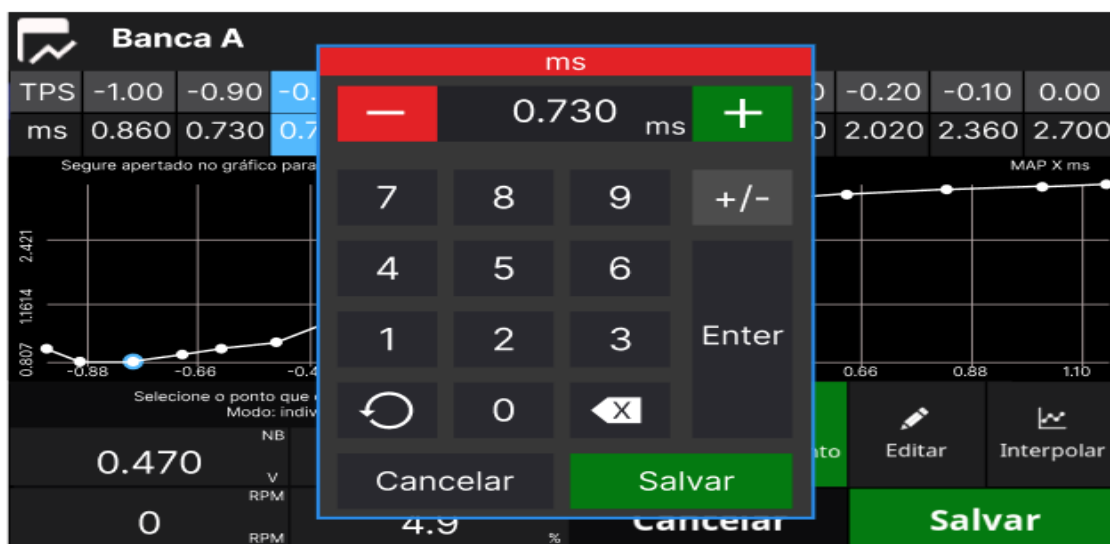 Banca A
ms
TPS -1.00 -0.90 -0. -0.20 -0.10 0.00
ms 0.860 0.730 0.7 0 2.020 2.360 2.700
0.730 ms
Segure apertado no gráfico para
MAP X ms
7 8 9 +/-
4 5 6
1 2 3 Enter
0 X
Cancelar Salvar
2.421
1.1614
0.807
-0.88 -0.66 -0.4 0.66 0.88 1.10
Selecione o ponto que
Modo: indiv
NB
0.470 V
RPM
0 RPM
4.9 %
Editar
Interpolar
Cancelar Salvar